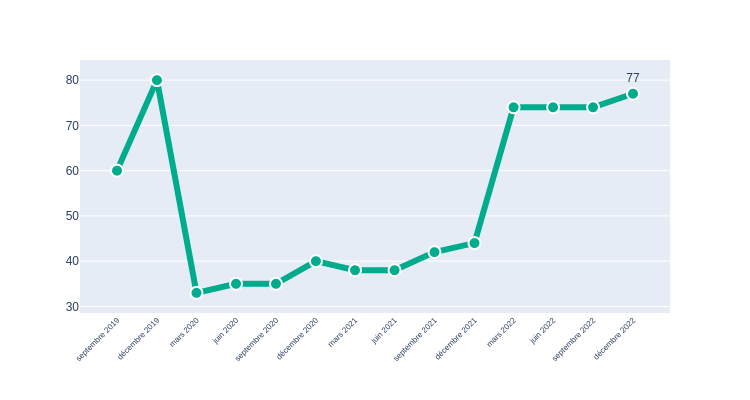 77
80
70
60
50
40
30
septembre 2019
décembre 2019
mars 2020
juin 2020
septembre 2020
décembre 2020
mars 2021
juin 2021
septembre 2021
décembre 2021
mars 2022
juin 2022
septembre 2022
décembre 2022